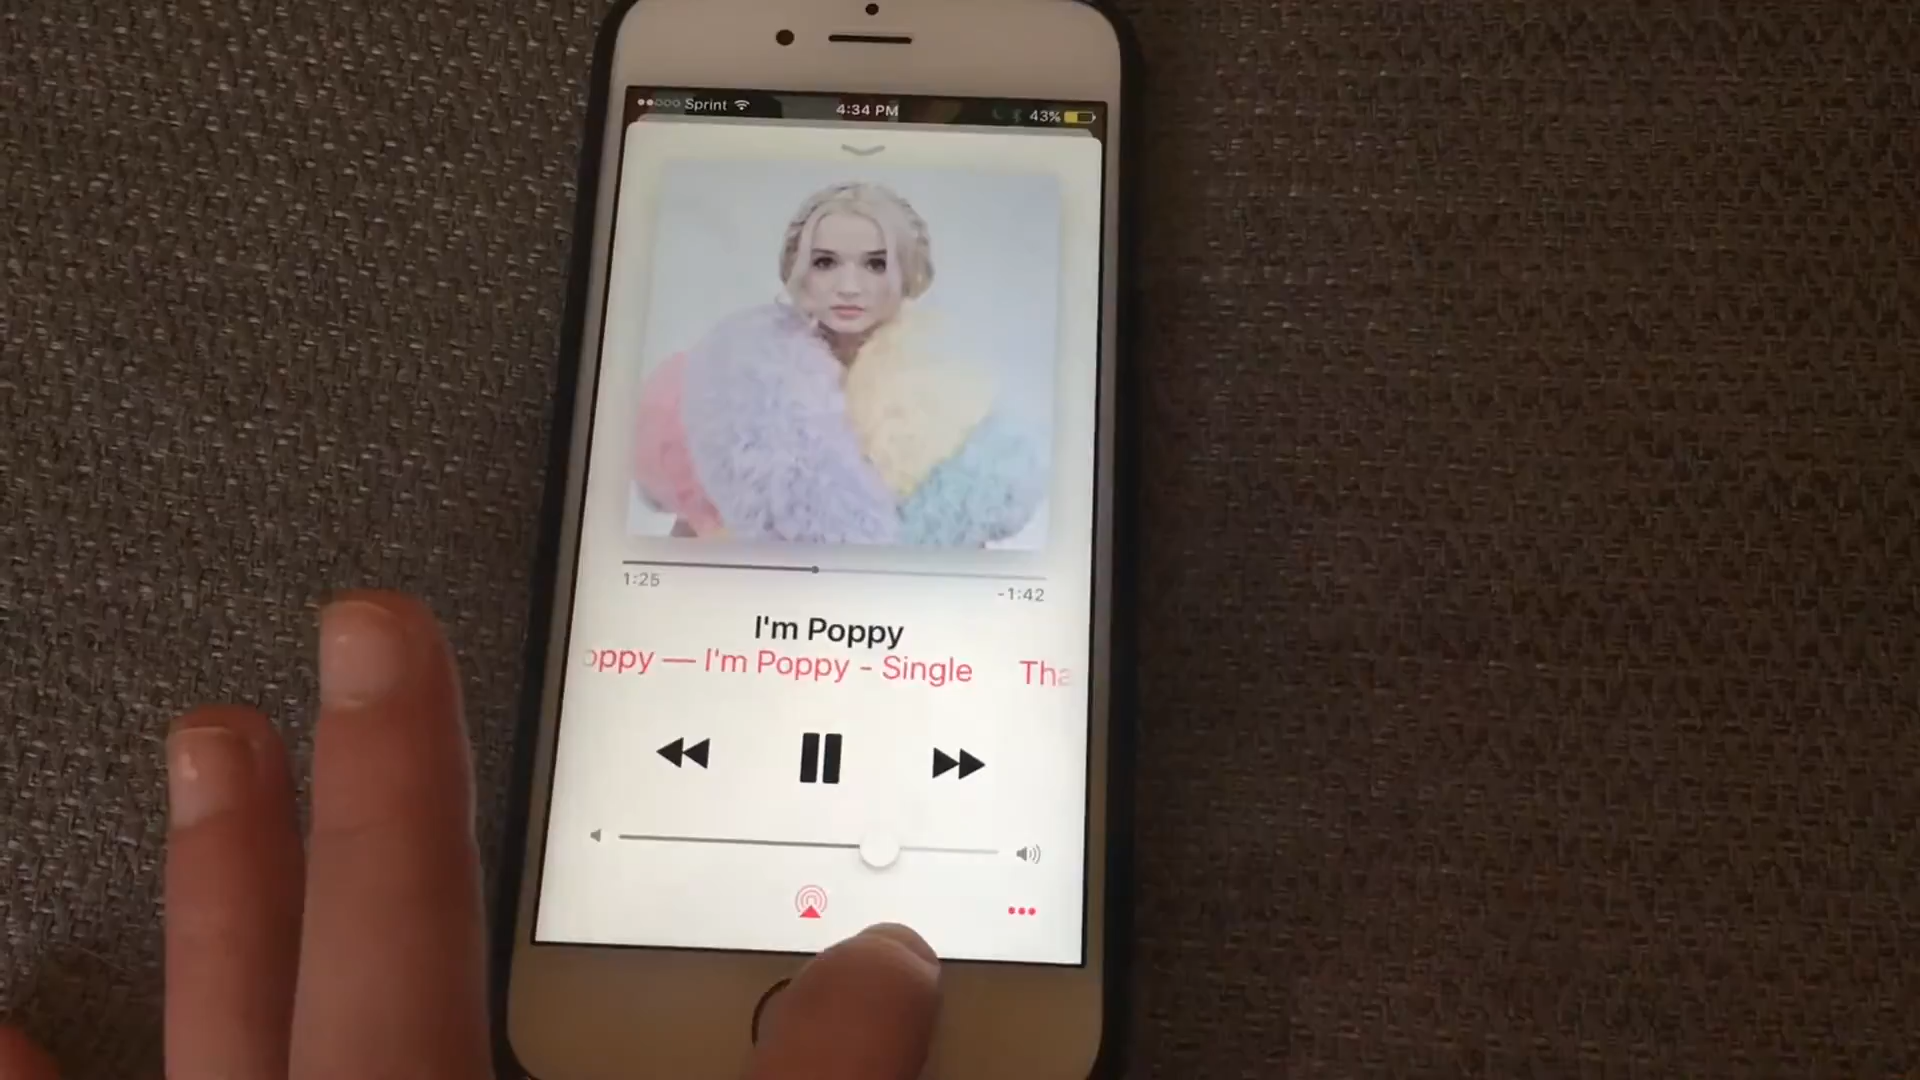 Sprint 4:34 PM 43%
1:25 -1:42
I'm Poppy
oppy — I'm Poppy - Single Tha